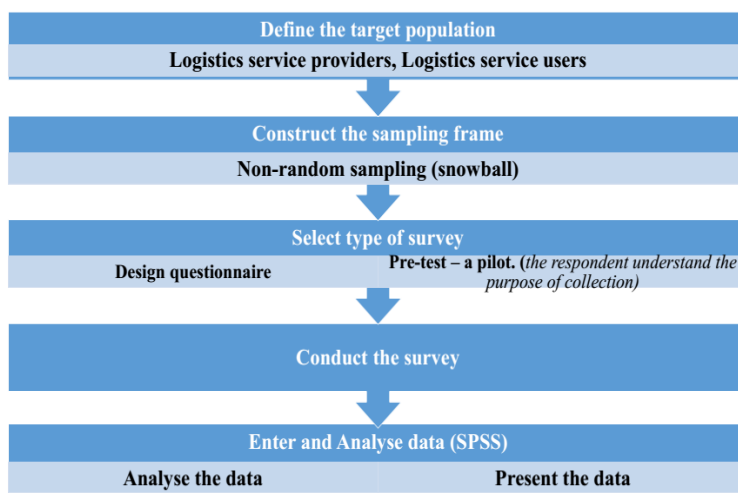 Define the target population
Logistics service providers, Logistics service users
Construct the sampling frame
Non-random sampling (snowball)
Select type of survey
Design questionnaire
Pre-test – a pilot. (the respondent understand the
purpose of collection)
Conduct the survey
Enter and Analyse data (SPSS)
Analyse the data
Present the data